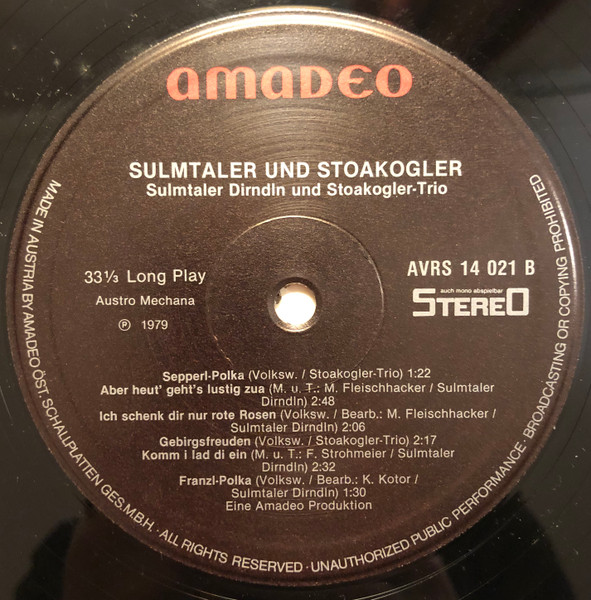 amaDEO
SULMTALER UND STOAKOGLER
Sulmtaler Dirndln und Stoakogler-Trio
33⅓ Long Play
Austro Mechana
℗ 1979
AVRS 14 021 B
auch mono abspielbar
STEREO
Sepperl-Polka (Volksw. / Stoakogler-Trio) 1:22
Aber heut' geht's lustig zua (M. u. T.: M. Fleischhacker / Sulmtaler
Dirndln) 2:48
Ich schenk dir nur rote Rosen (Volksw. / Bearb.: M. Fleischhacker /
Sulmtaler Dirndln) 2:06
Gebirgsfreuden (Volksw. / Stoakogler-Trio) 2:17
Komm i lad di ein (M. u. T.: F. Strohmeier / Sulmtaler
Dirndln) 2:32
Franzl-Polka (Volksw. / Bearb.: K. Kotor /
Sulmtaler Dirndln) 1:30
Eine Amadeo Produktion
MADE IN AUSTRIA BY AMADEO ÖST. SCHALLPLATTEN GES.M.B.H. · ALL RIGHTS RESERVED · UNAUTHORIZED PUBLIC PERFORMANCE · BROADCASTING OR COPYING PROHIBITED